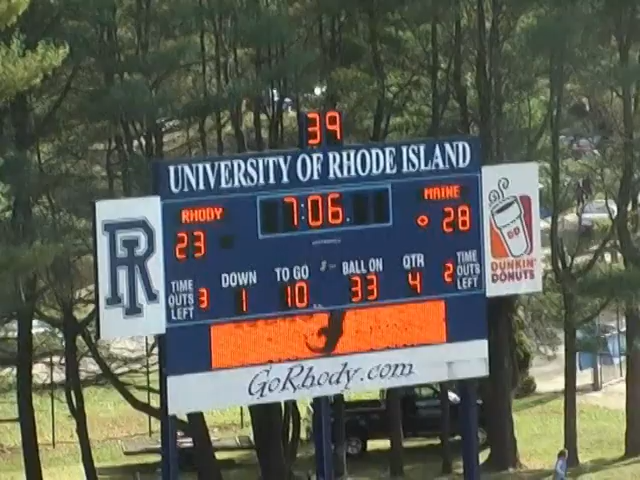 39
UNIVERSITY OF RHODE ISLAND
RHODY 7:06 MAINE
23 28
TIME OUTS LEFT 3 DOWN 1 TO GO 10 BALL ON 33 QTR 4 2 TIME OUTS LEFT
GoRhody.com
RI
DD
DUNKIN' DONUTS